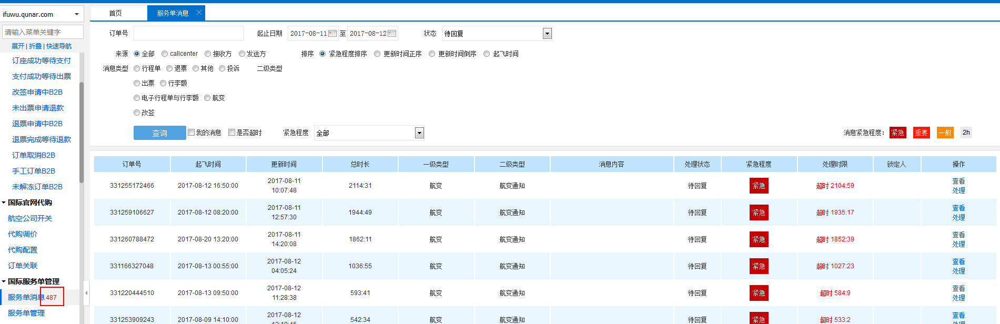 ifuwu.qunar.com
请输入菜单关键字
展开 | 折叠 | 快速导航
订座成功等待支付
支付成功等待出票
改签申请中B2B
未出票申请退款
退票申请中B2B
退票完成等待退款
订单取消B2B
手工订单B2B
未解冻订单B2B
国际官网代购
航空公司开关
代购调价
代购配置
订单关联
国际服务单管理
服务单消息 487
服务单管理
首页 服务单消息
订单号 起止日期 2017-08-11 至 2017-08-12 状态 待回复
来源 全部 callcenter 接收方 发送方 排序 紧急程度排序 更新时间正序 更新时间倒序 起飞时间
消息类型 行程单 退票 其他 投诉 二级类型
出票 行李额
电子行程单与行李额 航变
改签
查询 我的消息 是否超时 紧急程度 全部 消息紧急程度： 紧急 重要 一般 2h
订单号 起飞时间 更新时间 总时长 一级类型 二级类型 消息内容 处理状态 紧急程度 处理时限 锁定人 操作
331255172466 2017-08-12 16:50:00 2017-08-11 10:07:48 2114:31 航变 航变通知 待回复 紧急 超时 2104:59 查看 处理
331259106627 2017-08-12 08:20:00 2017-08-11 12:57:30 1944:49 航变 航变通知 待回复 紧急 超时 1935:17 查看 处理
331260788472 2017-08-20 13:20:00 2017-08-11 14:20:08 1862:11 航变 航变通知 待回复 紧急 超时 1852:39 查看 处理
331166327048 2017-08-13 00:55:00 2017-08-12 04:05:24 1036:55 航变 航变通知 待回复 紧急 超时 1027:23 查看 处理
331220444510 2017-08-13 09:50:00 2017-08-12 11:28:38 593:41 航变 航变通知 待回复 紧急 超时 584:9 查看 处理
331253909243 2017-08-09 14:10:00 2017-08-12 542:34 航变 航变通知 待回复 紧急 超时 533:2 查看